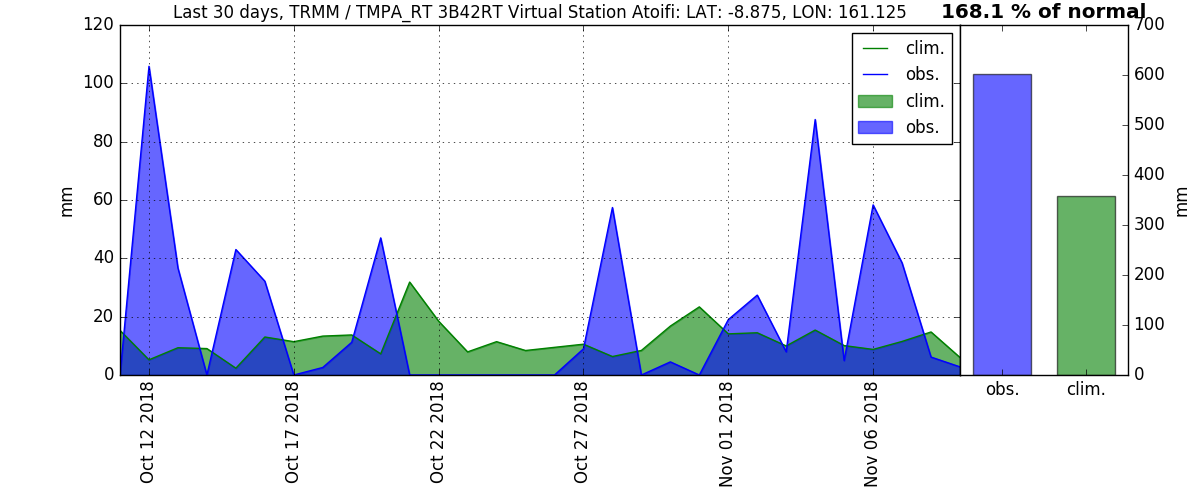 Last 30 days, TRMM / TMPA_RT 3B42RT Virtual Station Atoifi: LAT: -8.875, LON: 161.125
168.1 % of normal
120
100
80
60
40
20
0
mm
clim.
obs.
clim.
obs.
700
600
500
400
300
200
100
0
mm
Oct 12 2018
Oct 17 2018
Oct 22 2018
Oct 27 2018
Nov 01 2018
Nov 06 2018
obs.
clim.